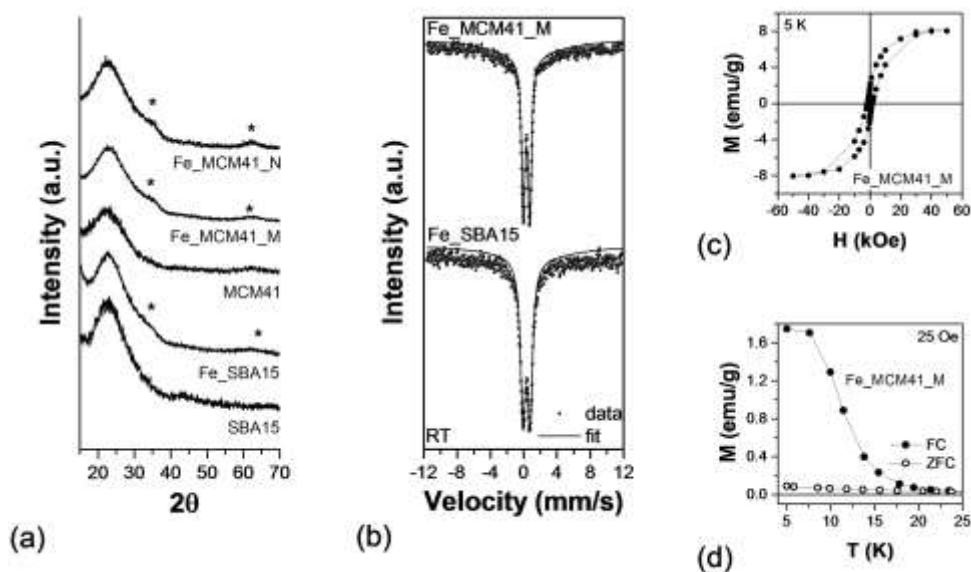 Intensity (a.u.)
*
*
Fe_MCM41_N
*
*
Fe_MCM41_M
MCM41
*
*
Fe_SBA15
SBA15
20 30 40 50 60 70
2θ
(a)
Intensity (a.u.)
Fe_MCM41_M
Fe_SBA15
data
RT
fit
-12 -8 -4 0 4 8 12
Velocity (mm/s)
(b)
M (emu/g)
5 K
8
4
0
-4
-8
Fe_MCM41_M
-60 -40 -20 0 20 40 60
H (kOe)
(c)
M (emu/g)
25 Oe
1.6
Fe_MCM41_M
1.2
0.8
FC
0.4
ZFC
0.0
5 10 15 20 25
T (K)
(d)